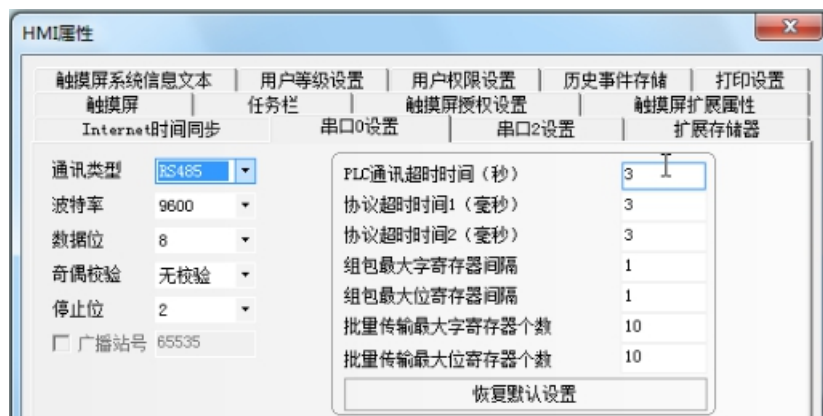 HMI属性
触摸屏系统信息文本 用户等级设置 用户权限设置 历史事件存储 打印设置
触摸屏 任务栏 触摸屏授权设置 触摸屏扩展属性
Internet时间同步 串口0设置 串口2设置 扩展存储器
通讯类型 RS485
波特率 9600
数据位 8
奇偶校验 无校验
停止位 2
广播站号 65535
PLC通讯超时时间（秒） 3
协议超时时间1（毫秒） 3
协议超时时间2（毫秒） 3
组包最大字寄存器间隔 1
组包最大位寄存器间隔 1
批量传输最大字寄存器个数 10
批量传输最大位寄存器个数 10
恢复默认设置